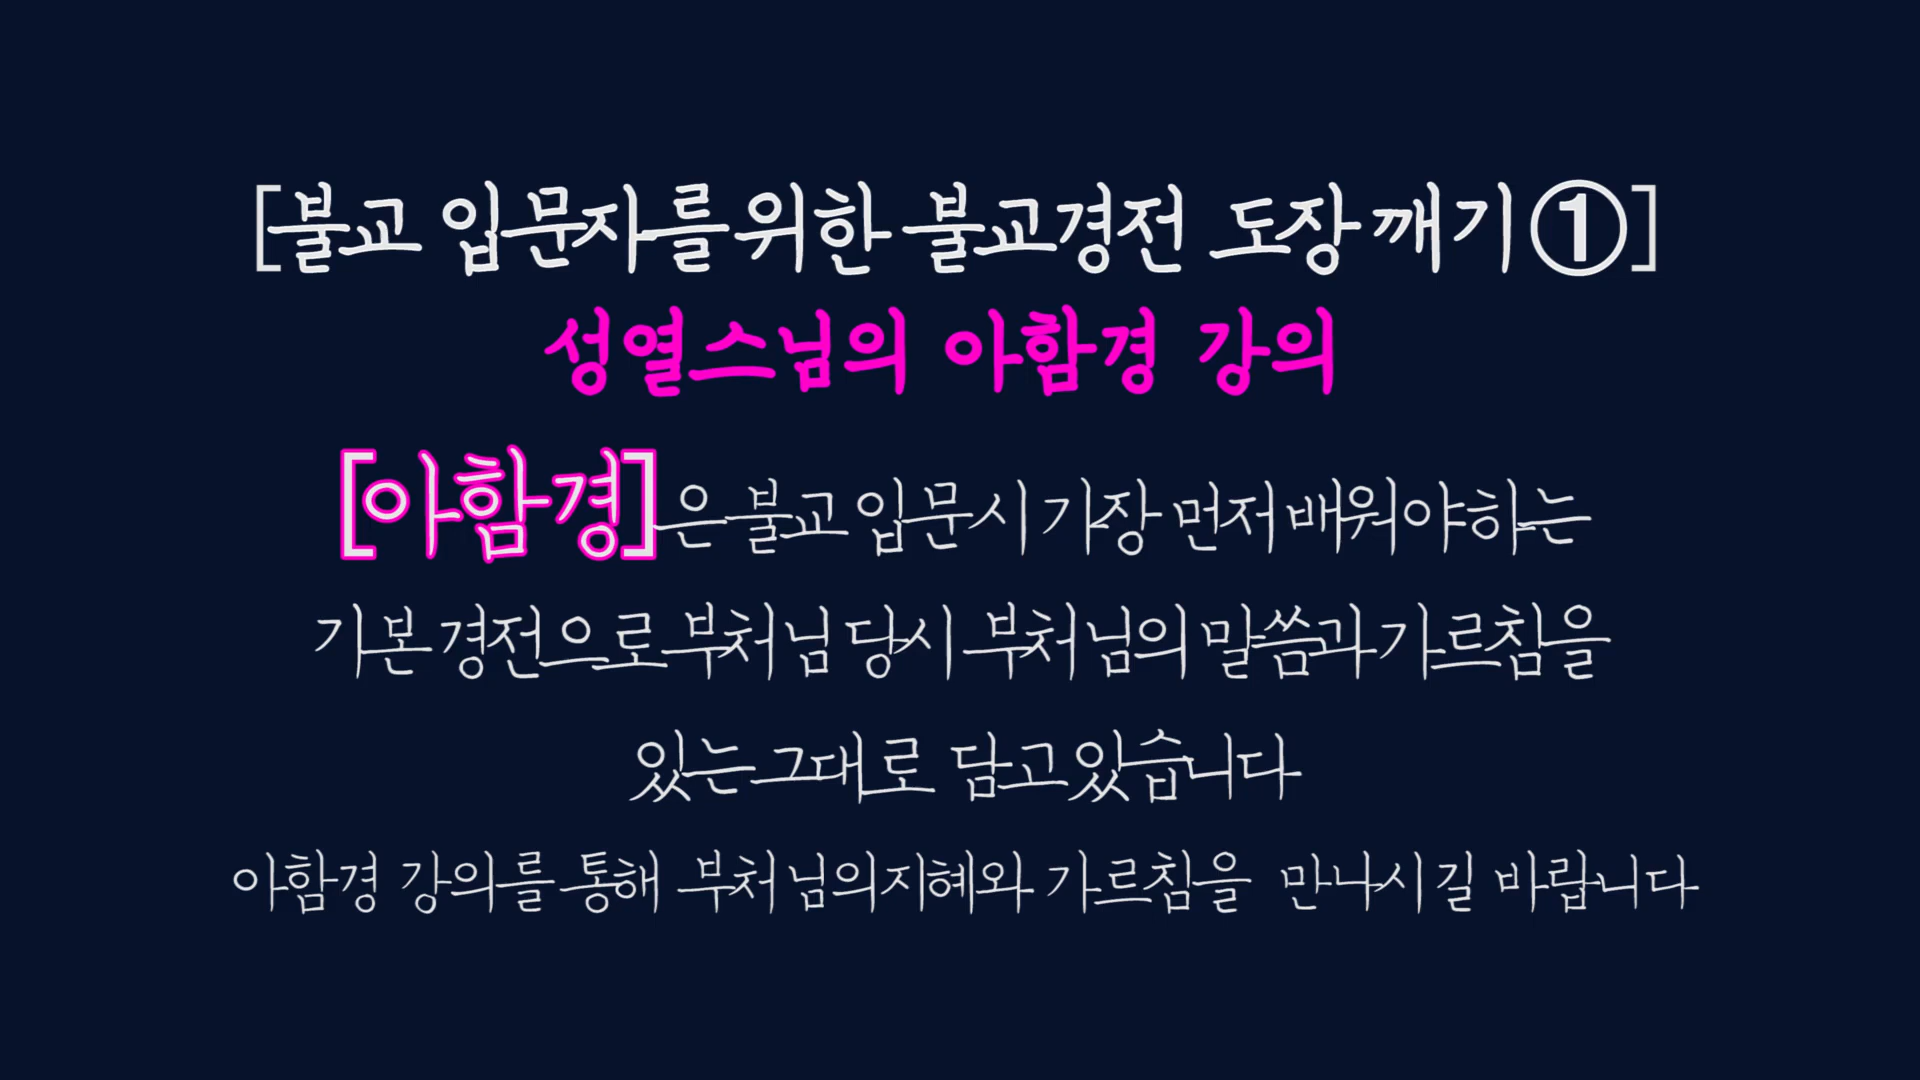 [불교 입문자를 위한 불교경전 도장 깨기 ①]
성열스님의 아함경 강의
[아함경]은 불교 입문시 가장 먼저 배워야 하는
기본 경전으로 부처님 당시 부처님의 말씀과 가르침을
있는 그대로 담고 있습니다
아함경 강의를 통해 부처님의 지혜와 가르침을 만나시길 바랍니다